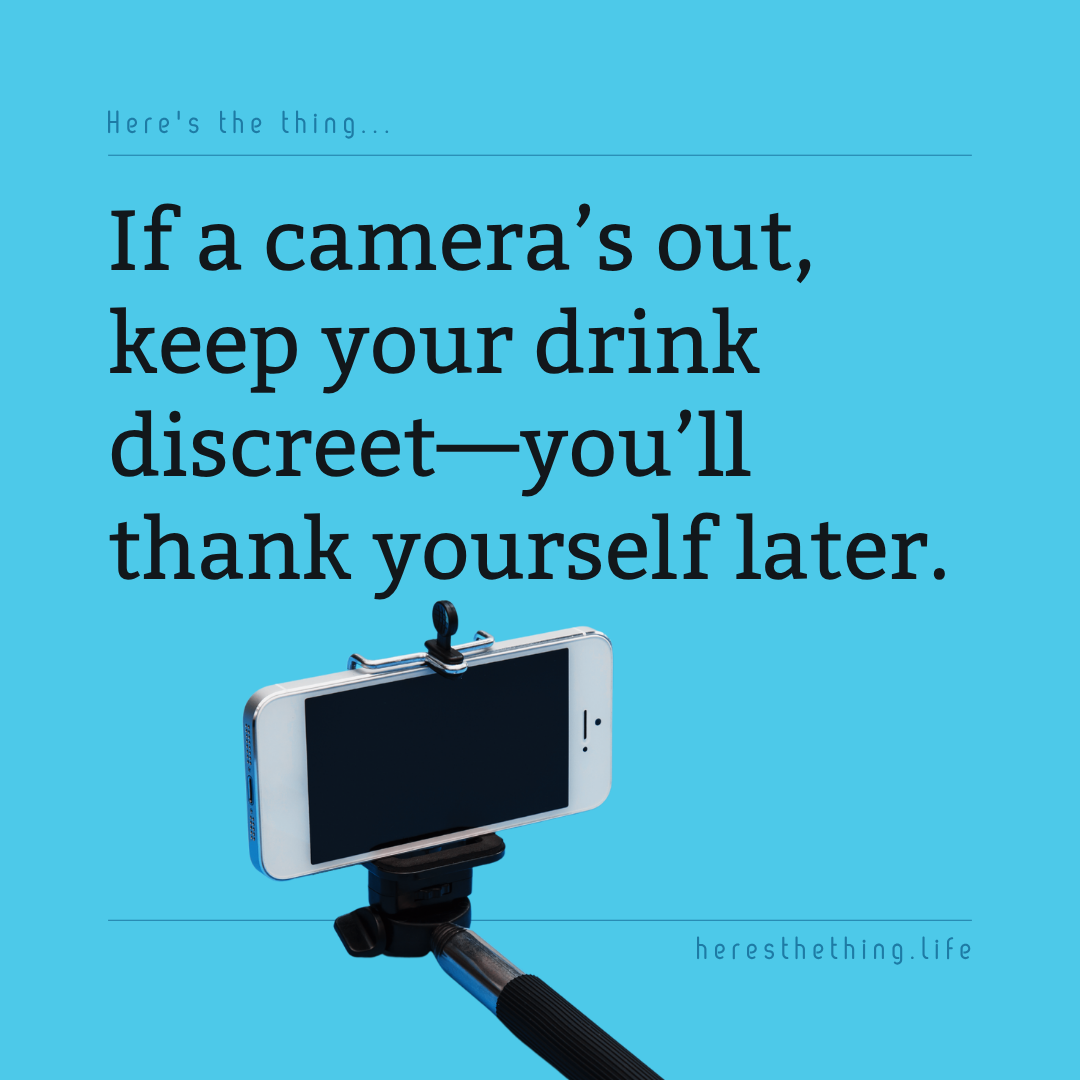 Here's the thing...
If a camera’s out,
keep your drink
discreet—you’ll
thank yourself later.
heresthething.life